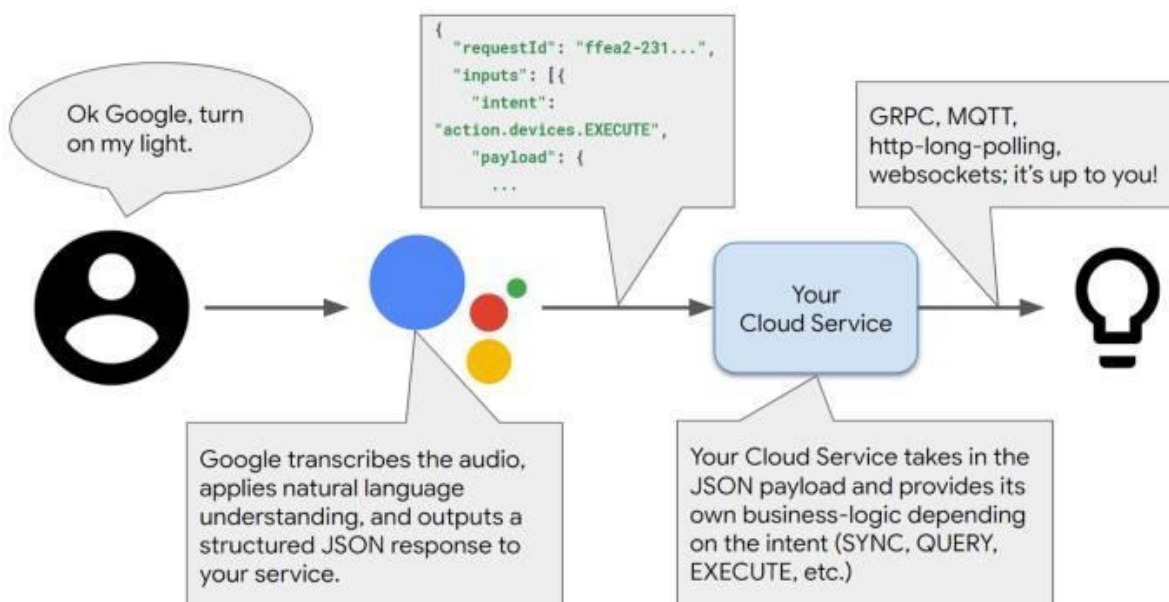 Ok Google, turn
on my light.
{
"requestId": "ffea2-231...",
"inputs": [{
"intent":
"action.devices.EXECUTE",
"payload": {
...
GRPC, MQTT,
http-long-polling,
websockets; it's up to you!
Your
Cloud Service
Google transcribes the audio,
applies natural language
understanding, and outputs a
structured JSON response to
your service.
Your Cloud Service takes in the
JSON payload and provides its
own business-logic depending
on the intent (SYNC, QUERY,
EXECUTE, etc.)